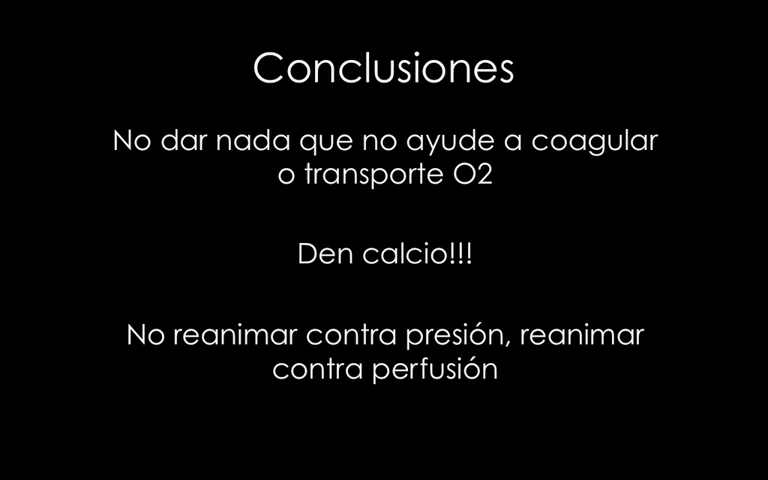 Conclusiones
No dar nada que no ayude a coagular
o transporte O2
Den calcio!!!
No reanimar contra presión, reanimar
contra perfusión